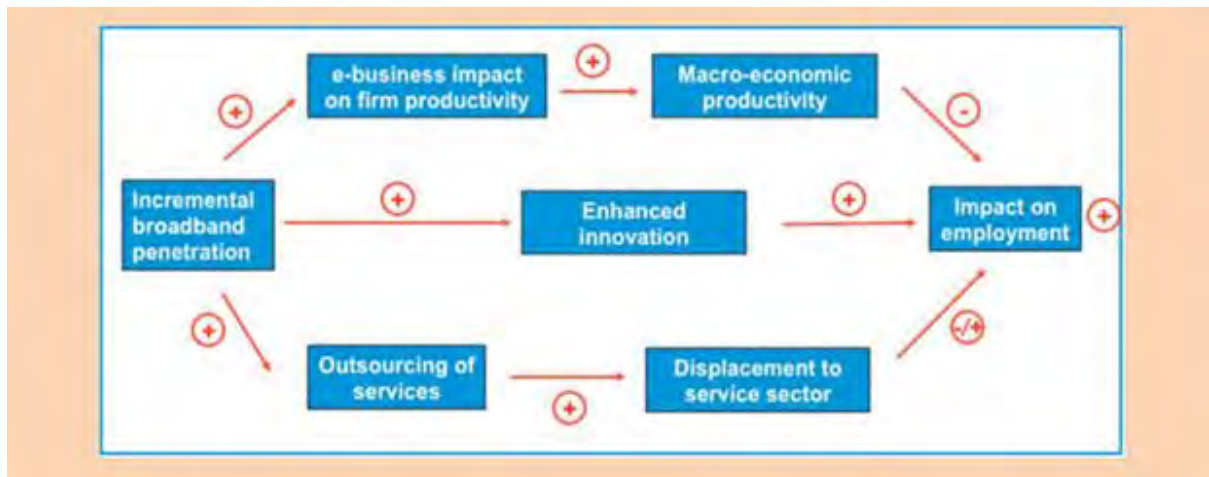 e-business impact
on firm productivity
+
Macro-economic
productivity
+
-
Incremental
broadband
penetration
+
Enhanced
innovation
+
Impact on
employment
+
+
Outsourcing of
services
+
Displacement to
service sector
-/+